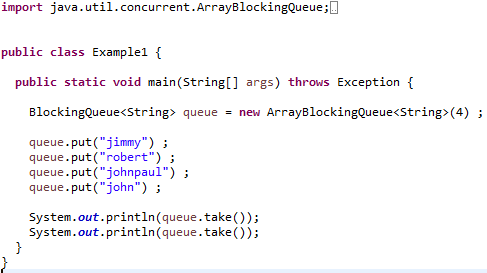 import java.util.concurrent.ArrayBlockingQueue;
public class Example1 {
public static void main(String[] args) throws Exception {
BlockingQueue<String> queue = new ArrayBlockingQueue<String>(4) ;
queue.put("jimmy") ;
queue.put("robert") ;
queue.put("johnpaul") ;
queue.put("john") ;
System.out.println(queue.take());
System.out.println(queue.take());
}
}